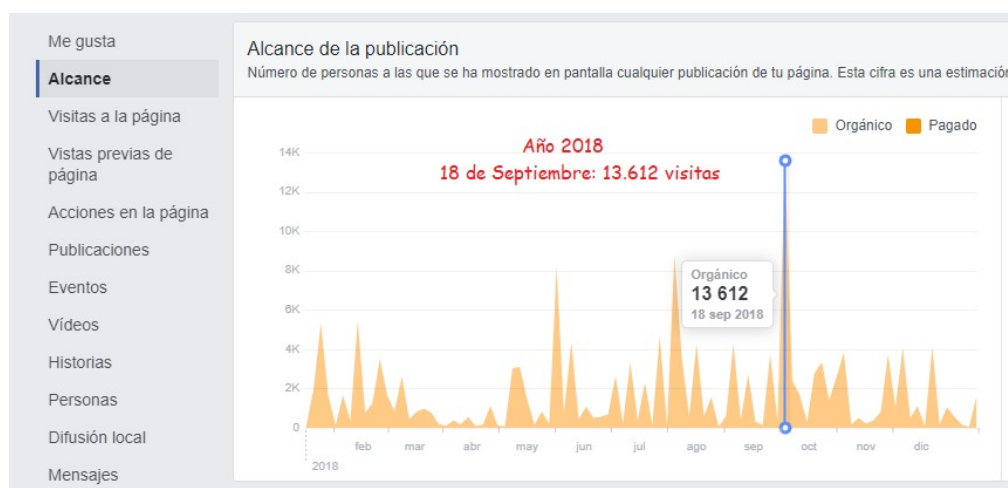 Me gusta
Alcance
Visitas a la página
Vistas previas de
página
Acciones en la página
Publicaciones
Eventos
Vídeos
Historias
Personas
Difusión local
Mensajes
Alcance de la publicación
Número de personas a las que se ha mostrado en pantalla cualquier publicación de tu página. Esta cifra es una estimación
Orgánico Pagado
Año 2018
18 de Septiembre: 13.612 visitas
14K
12K
10K
8K
6K
4K
2K
0
Orgánico
13 612
18 sep 2018
feb mar abr may jun jul ago sep oct nov dic
2018